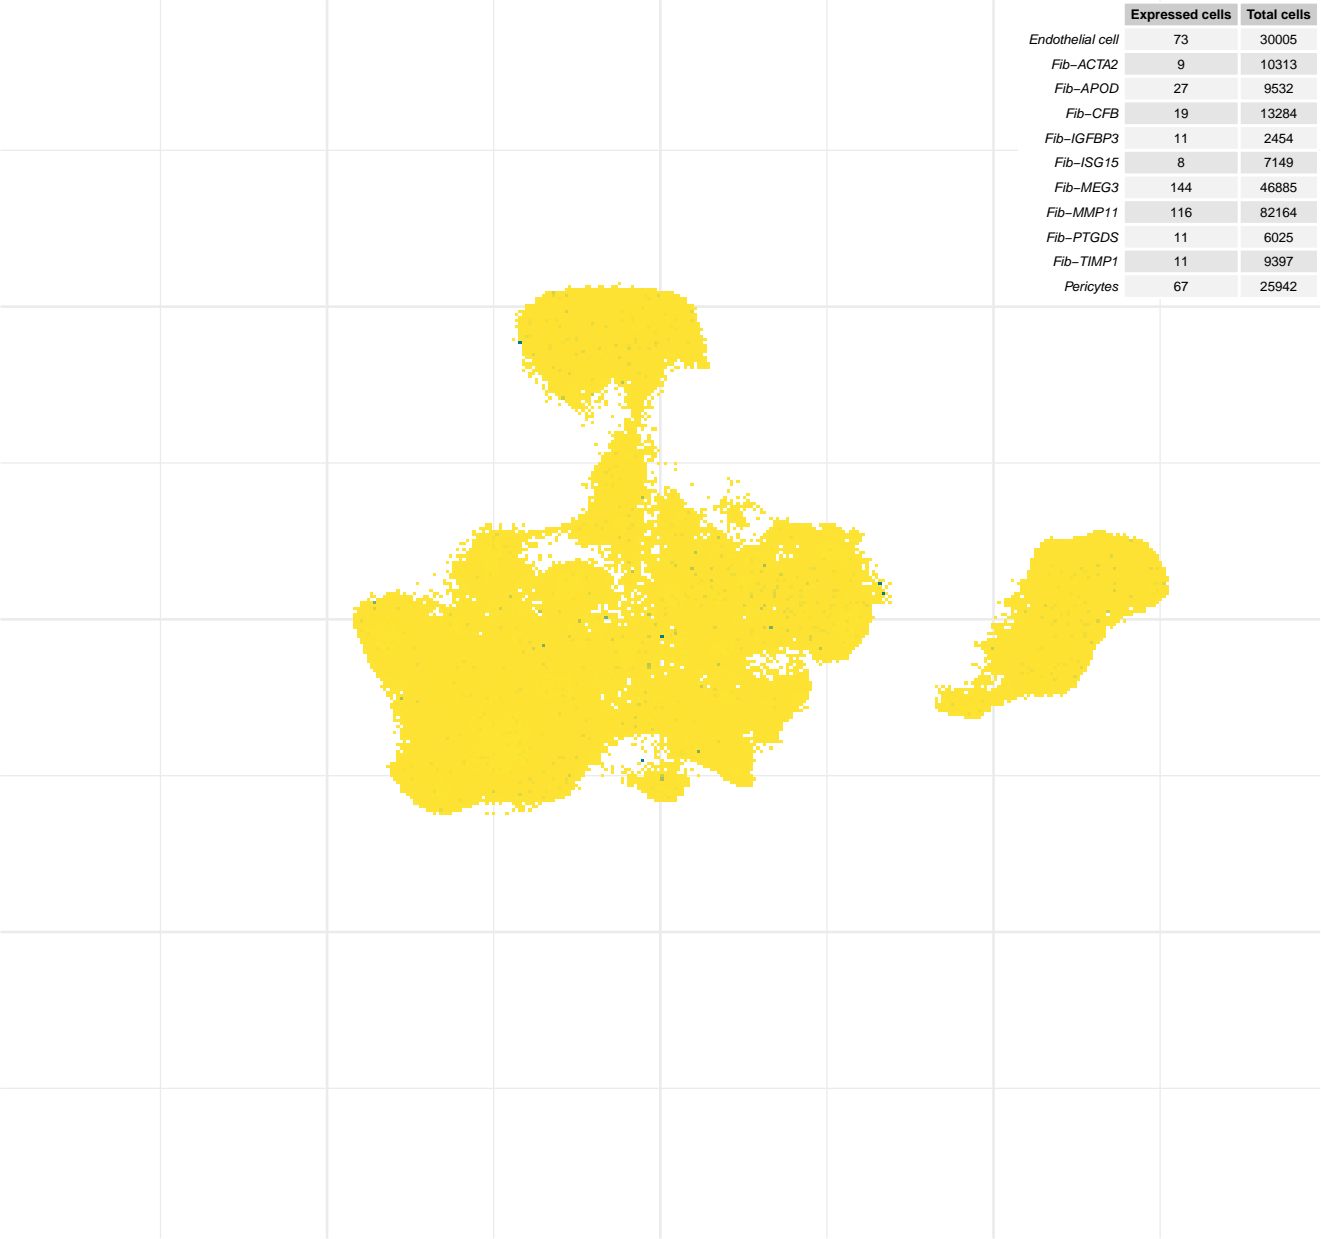 Expressed cells Total cells
Endothelial cell 73 30005
Fib−ACTA2 9 10313
Fib−APOD 27 9532
Fib−CFB 19 13284
Fib−IGFBP3 11 2454
Fib−ISG15 8 7149
Fib−MEG3 144 46885
Fib−MMP11 116 82164
Fib−PTGDS 11 6025
Fib−TIMP1 11 9397
Pericytes 67 25942